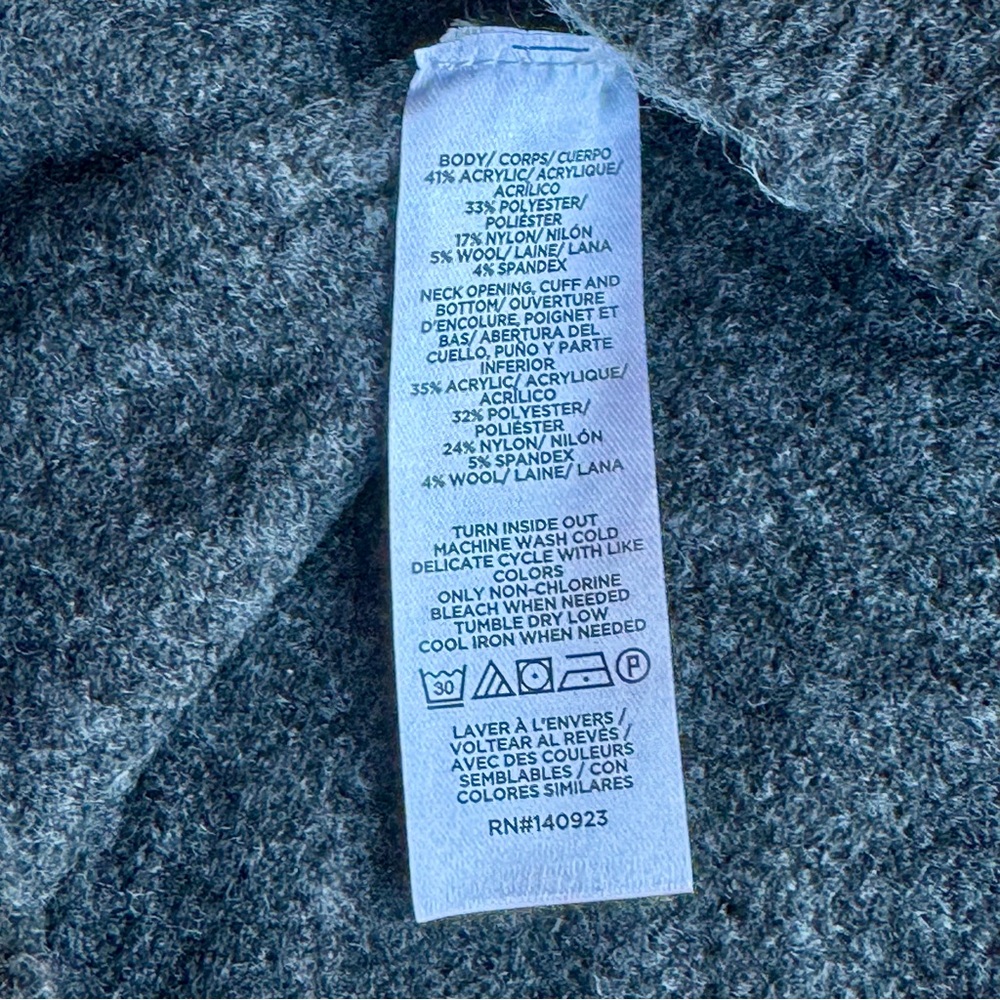 BODY/ CORPS/ CUERPO
41% ACRYLIC/ ACRYLIQUE/
ACRÍLICO
33% POLYESTER/
POLIÉSTER
17% NYLON/ NILÓN
5% WOOL/ LAINE/ LANA
4% SPANDEX
NECK OPENING, CUFF AND
BOTTOM/ OUVERTURE
D'ENCOLURE, POIGNET ET
BAS/ ABERTURA DEL
CUELLO, PUÑO Y PARTE
INFERIOR
35% ACRYLIC/ ACRYLIQUE/
ACRÍLICO
32% POLYESTER/
POLIÉSTER
24% NYLON/ NILÓN
5% SPANDEX
4% WOOL/ LAINE/ LANA
TURN INSIDE OUT
MACHINE WASH COLD
DELICATE CYCLE WITH LIKE
COLORS
ONLY NON-CHLORINE
BLEACH WHEN NEEDED
TUMBLE DRY LOW
COOL IRON WHEN NEEDED
30 P
LAVER À L'ENVERS /
VOLTEAR AL REVÉS /
AVEC DES COULEURS
SEMBLABLES / CON
COLORES SIMILARES
RN#140923